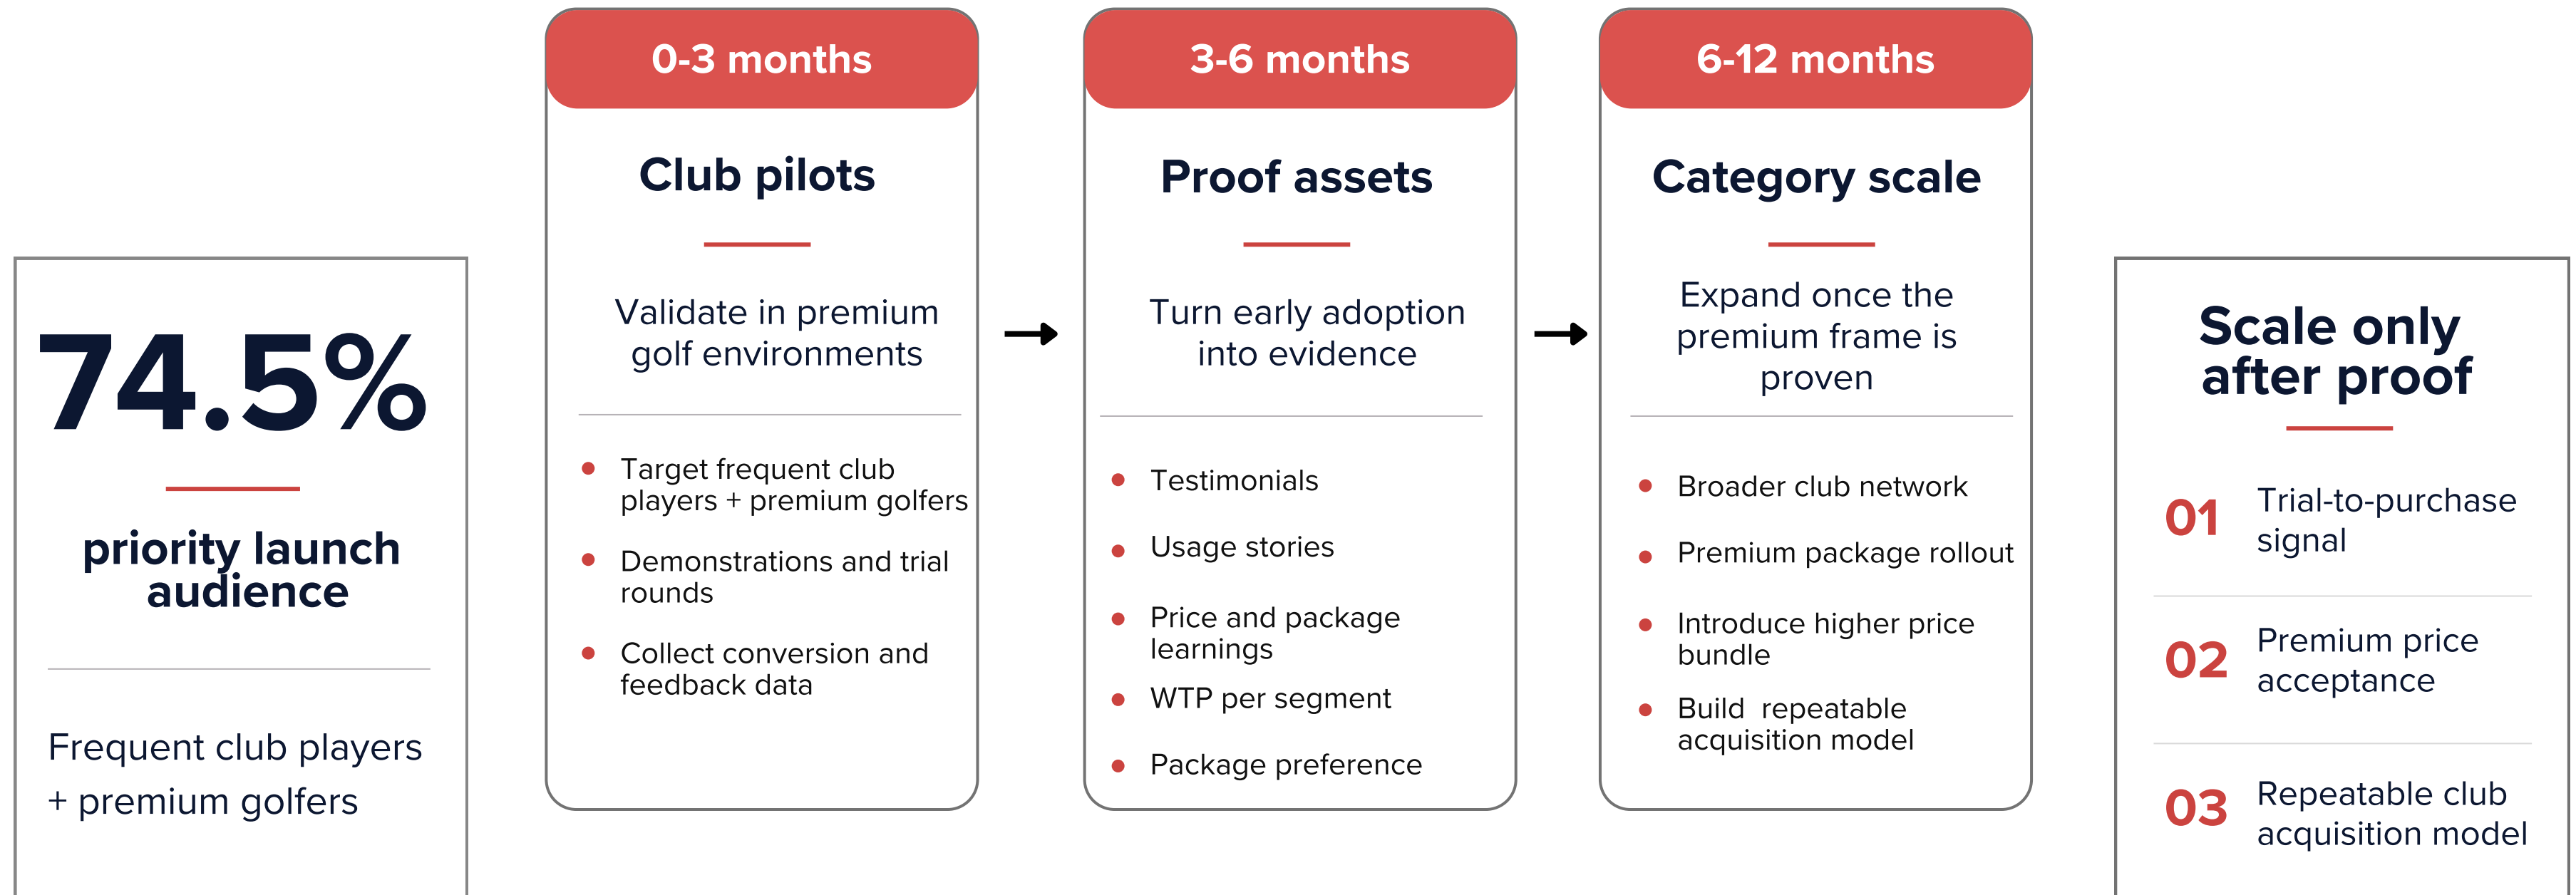 74.5%
priority launch
audience
Frequent club players
+ premium golfers
0-3 months
Club pilots
Validate in premium
golf environments
Target frequent club
players + premium golfers
Demonstrations and trial
rounds
Collect conversion and
feedback data
3-6 months
Proof assets
Turn early adoption
into evidence
Testimonials
Usage stories
Price and package
learnings
WTP per segment
Package preference
6-12 months
Category scale
Expand once the
premium frame is
proven
Broader club network
Premium package rollout
Introduce higher price
bundle
Build  repeatable
acquisition model
Scale only
after proof
01
Trial-to-purchase
signal
02
Premium price
acceptance
03
Repeatable club
acquisition model